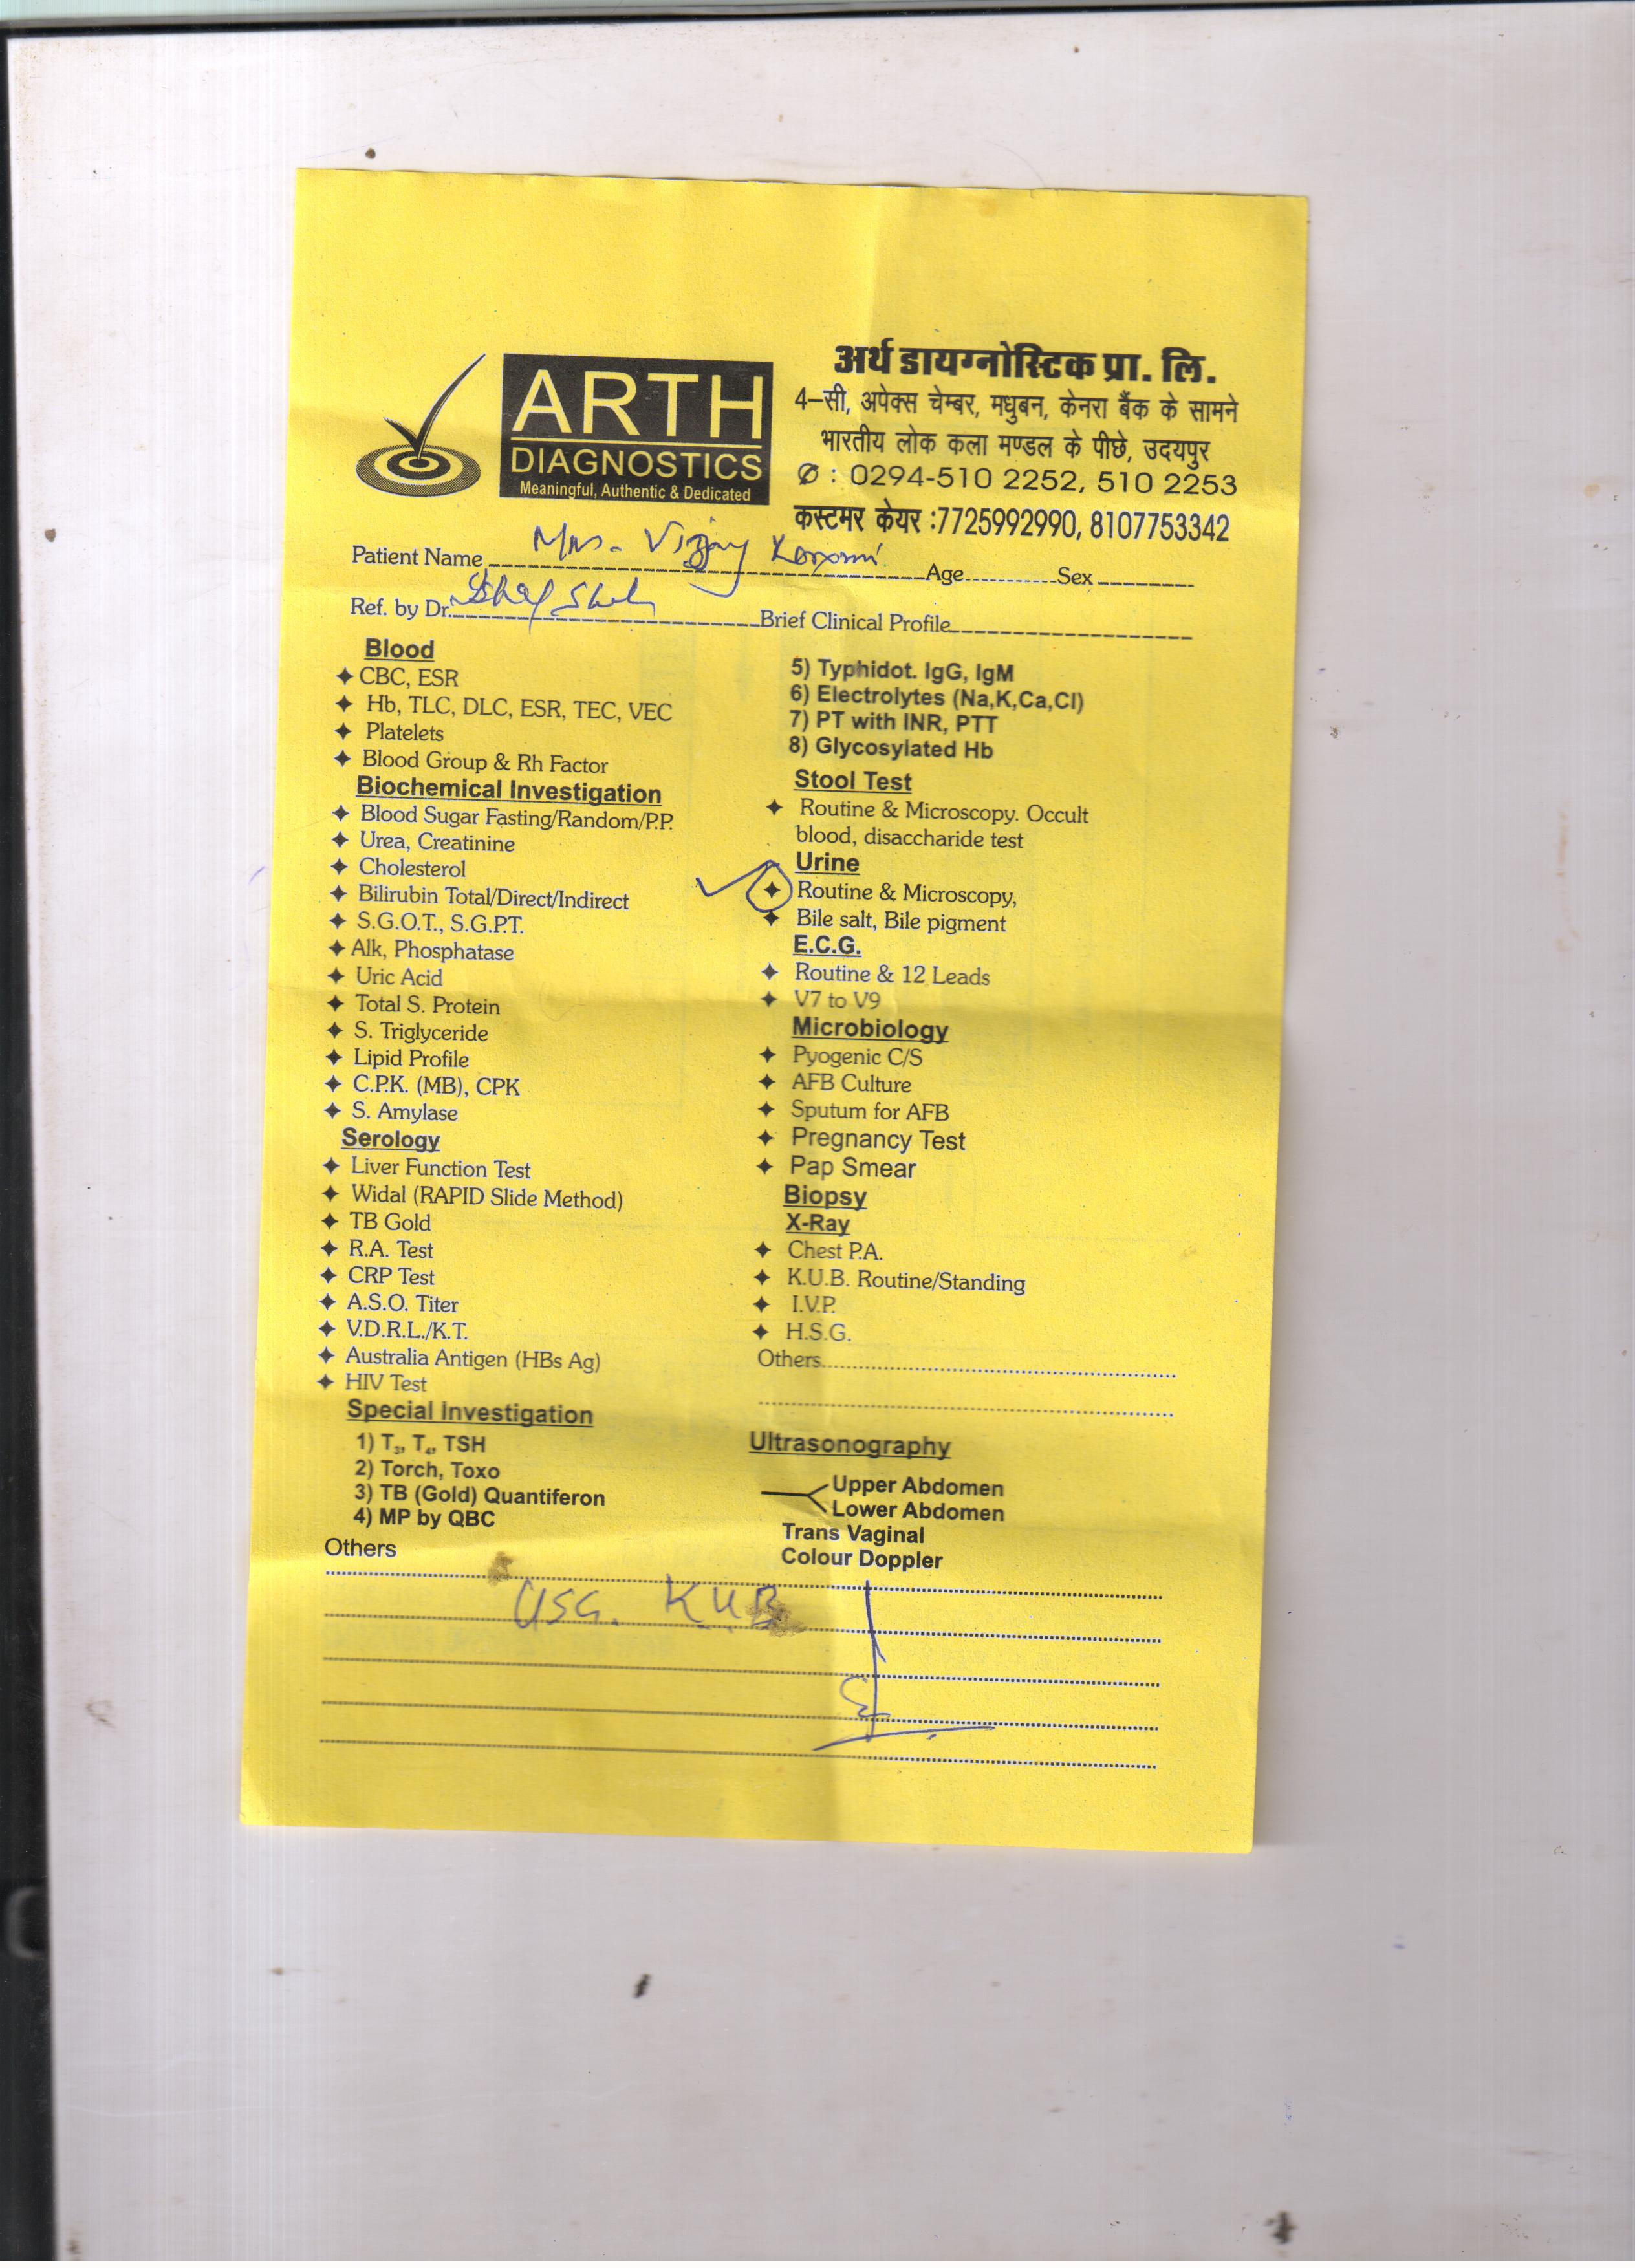 ARTH
DIAGNOSTICS
Meaningful, Authentic & Dedicated
अर्थ डायग्नोस्टिक प्रा. लि.
4–सी, अपेक्स चेम्बर, मधुबन, केनरा बैंक के सामने
भारतीय लोक कला मण्डल के पीछे, उदयपुर
✆ : 0294-510 2252, 510 2253
कस्टमर केयर :7725992990, 8107753342
Patient Name Mrs. Vijay Laxmi Age Sex
Ref. by Dr. Brief Clinical Profile
Blood
CBC, ESR
Hb, TLC, DLC, ESR, TEC, VEC
Platelets
Blood Group & Rh Factor
Biochemical Investigation
Blood Sugar Fasting/Random/P.P.
Urea, Creatinine
Cholesterol
Bilirubin Total/Direct/Indirect
S.G.O.T., S.G.P.T.
Alk, Phosphatase
Uric Acid
Total S. Protein
S. Triglyceride
Lipid Profile
C.P.K. (MB), CPK
S. Amylase
Serology
Liver Function Test
Widal (RAPID Slide Method)
TB Gold
R.A. Test
CRP Test
A.S.O. Titer
V.D.R.L./K.T.
Australia Antigen (HBs Ag)
HIV Test
Special Investigation
1) T₃, T₄, TSH
2) Torch, Toxo
3) TB (Gold) Quantiferon
4) MP by QBC
5) Typhidot. IgG, IgM
6) Electrolytes (Na,K,Ca,Cl)
7) PT with INR, PTT
8) Glycosylated Hb
Stool Test
Routine & Microscopy. Occult
blood, disaccharide test
Urine
Routine & Microscopy,
Bile salt, Bile pigment
E.C.G.
Routine & 12 Leads
V7 to V9
Microbiology
Pyogenic C/S
AFB Culture
Sputum for AFB
Pregnancy Test
Pap Smear
Biopsy
X-Ray
Chest P.A.
K.U.B. Routine/Standing
I.V.P.
H.S.G.
Others
Ultrasonography
Upper Abdomen
Lower Abdomen
Trans Vaginal
Colour Doppler
Others
USG. K.U.B